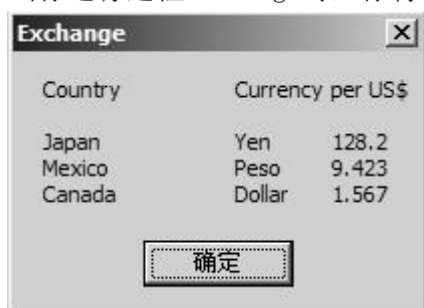 Exchange
Country Currency per US$
Japan Yen 128.2
Mexico Peso 9.423
Canada Dollar 1.567
确定